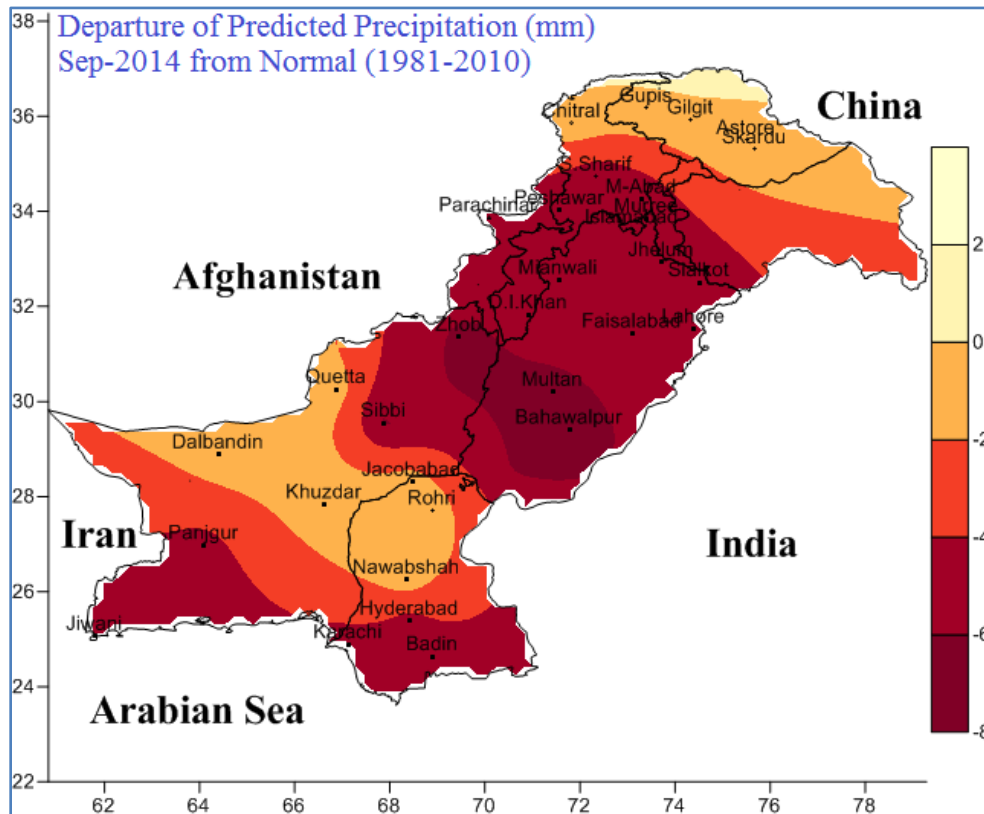 Departure of Predicted Precipitation (mm)
Sep-2014 from Normal (1981-2010)
38
36
34
32
30
28
26
24
22
62
64
66
68
70
72
74
76
78
China
Afghanistan
Iran
India
Arabian Sea
Gupis
Chitral
Gilgit
Astore
Skardu
S.Sharif
M-Abad
Peshawar
Parachinar
Murree
Islamabad
Jhelum
Mianwali
Sialkot
D.I.Khan
Lahore
Faisalabad
Zhob
Quetta
Multan
Sibbi
Bahawalpur
Dalbandin
Jacobabad
Khuzdar
Rohri
Panjgur
Nawabshah
Hyderabad
Jiwani
Karachi
Badin
2
0
-2
-4
-6
-8